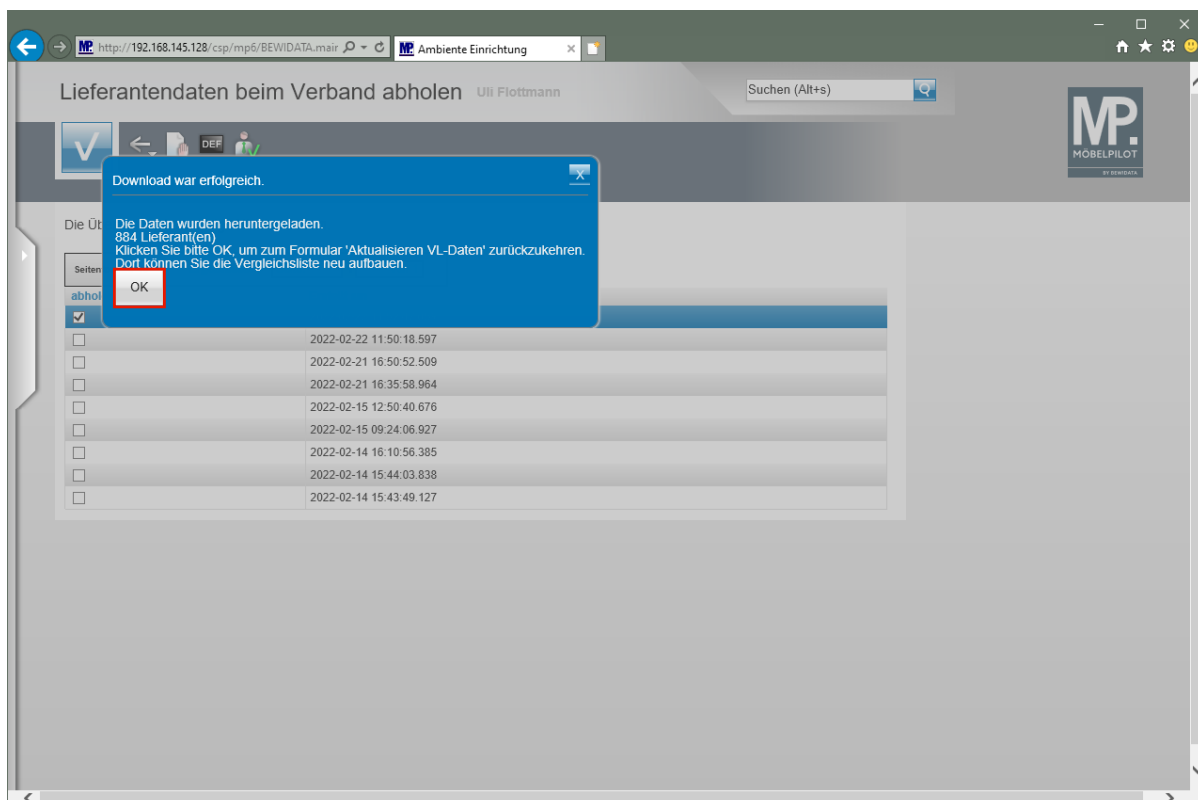 http://192.168.145.128/csp/mp6/BEWIDATA.mair
MP. Ambiente Einrichtung
Lieferantendaten beim Verband abholen Uli Flottmann
Suchen (Alt+s)
MP.
MÖBELPILOT
BY BEWIDATA
DEF
Download war erfolgreich.
X
Die Üb
Die Daten wurden heruntergeladen.
884 Lieferant(en)
Klicken Sie bitte OK, um zum Formular 'Aktualisieren VL-Daten' zurückzukehren.
Dort können Sie die Vergleichsliste neu aufbauen.
Seiten
OK
abhol
2022-02-22 11:50:18.597
2022-02-21 16:50:52.509
2022-02-21 16:35:58.964
2022-02-15 12:50:40.676
2022-02-15 09:24:06.927
2022-02-14 16:10:56.385
2022-02-14 15:44:03.838
2022-02-14 15:43:49.127